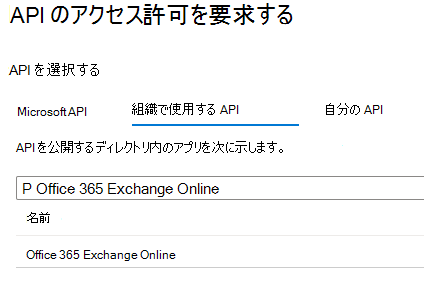 API のアクセス許可を要求する
API を選択する
Microsoft API 組織で使用する API 自分の API
APIを公開するディレクトリ内のアプリを次に示します。
P Office 365 Exchange Online
名前
Office 365 Exchange Online